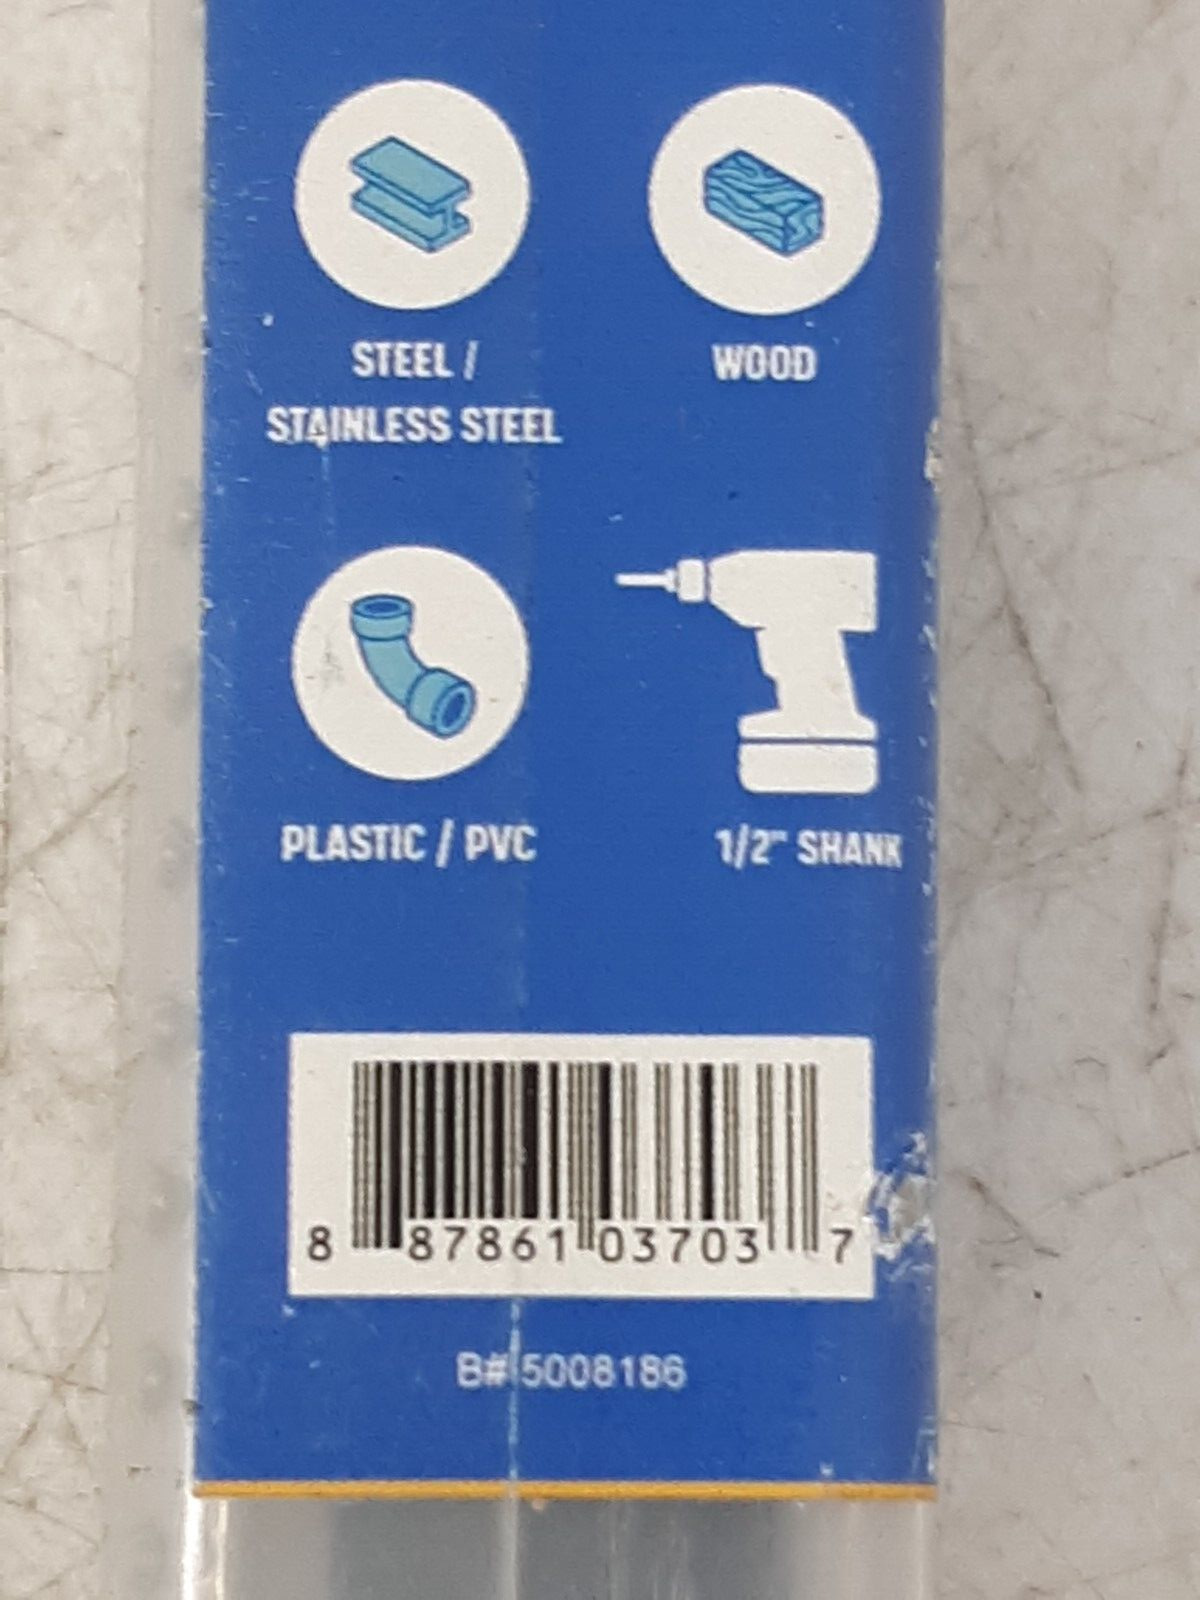 STEEL /
STAINLESS STEEL
WOOD
PLASTIC / PVC
1/2" SHANK
8 87861 03703 7
B# 5008186